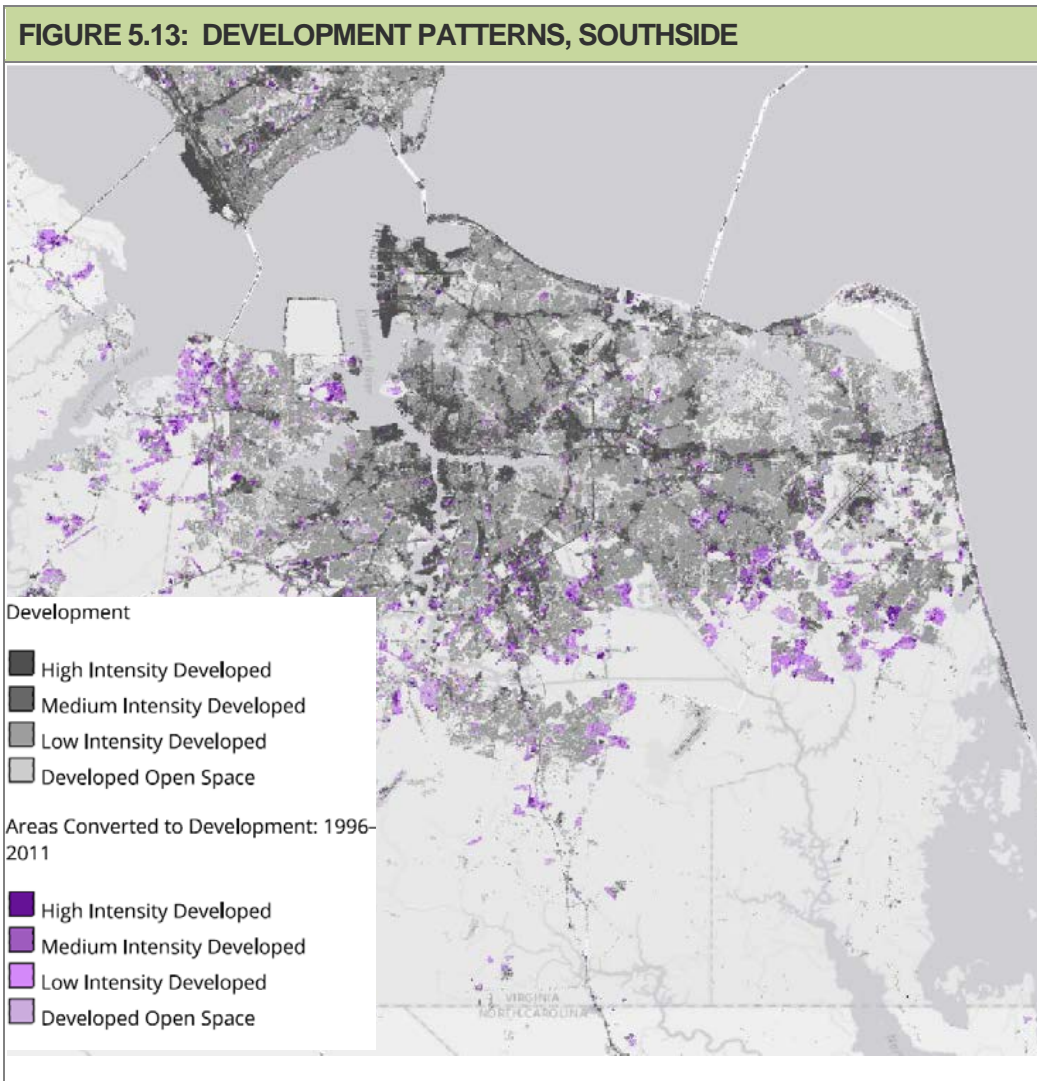 FIGURE 5.13: DEVELOPMENT PATTERNS, SOUTHSIDE
Elizabeth River
Development
High Intensity Developed
Medium Intensity Developed
Low Intensity Developed
Developed Open Space
Areas Converted to Development: 1996-
2011
High Intensity Developed
Medium Intensity Developed
Low Intensity Developed
Developed Open Space
VIRGINIA
NORTH CAROLINA